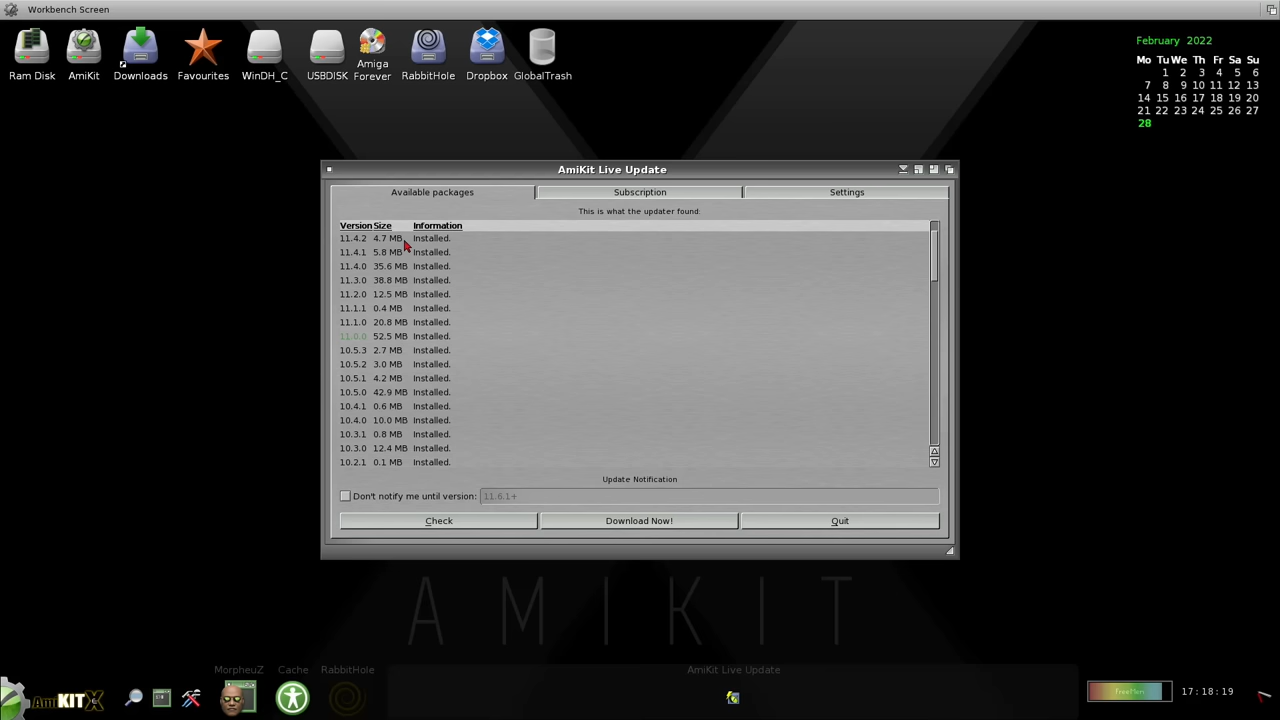 Workbench Screen
Ram Disk
AmiKit
Downloads
Favourites
WinDH_C
USBDISK
Amiga Forever
RabbitHole
Dropbox
GlobalTrash
February 2022
Mo Tu We Th Fr Sa Su
1 2 3 4 5 6
7 8 9 10 11 12 13
14 15 16 17 18 19 20
21 22 23 24 25 26 27
28
AmiKit Live Update
Available packages
Subscription
Settings
This is what the updater found:
Version Size Information
11.4.2 4.7 MB Installed.
11.4.1 5.8 MB Installed.
11.4.0 35.6 MB Installed.
11.3.0 38.8 MB Installed.
11.2.0 12.5 MB Installed.
11.1.1 0.4 MB Installed.
11.1.0 20.8 MB Installed.
11.0.0 52.5 MB Installed.
10.5.3 2.7 MB Installed.
10.5.2 3.0 MB Installed.
10.5.1 4.2 MB Installed.
10.5.0 42.9 MB Installed.
10.4.1 0.6 MB Installed.
10.4.0 10.0 MB Installed.
10.3.1 0.8 MB Installed.
10.3.0 12.4 MB Installed.
10.2.1 0.1 MB Installed.
Update Notification
Don't notify me until version: 11.6.1+
Check
Download Now!
Quit
AMIKIT
MorpheuZ
Cache
RabbitHole
AmiKit Live Update
AmiKIT X
FreeMem
17:18:19